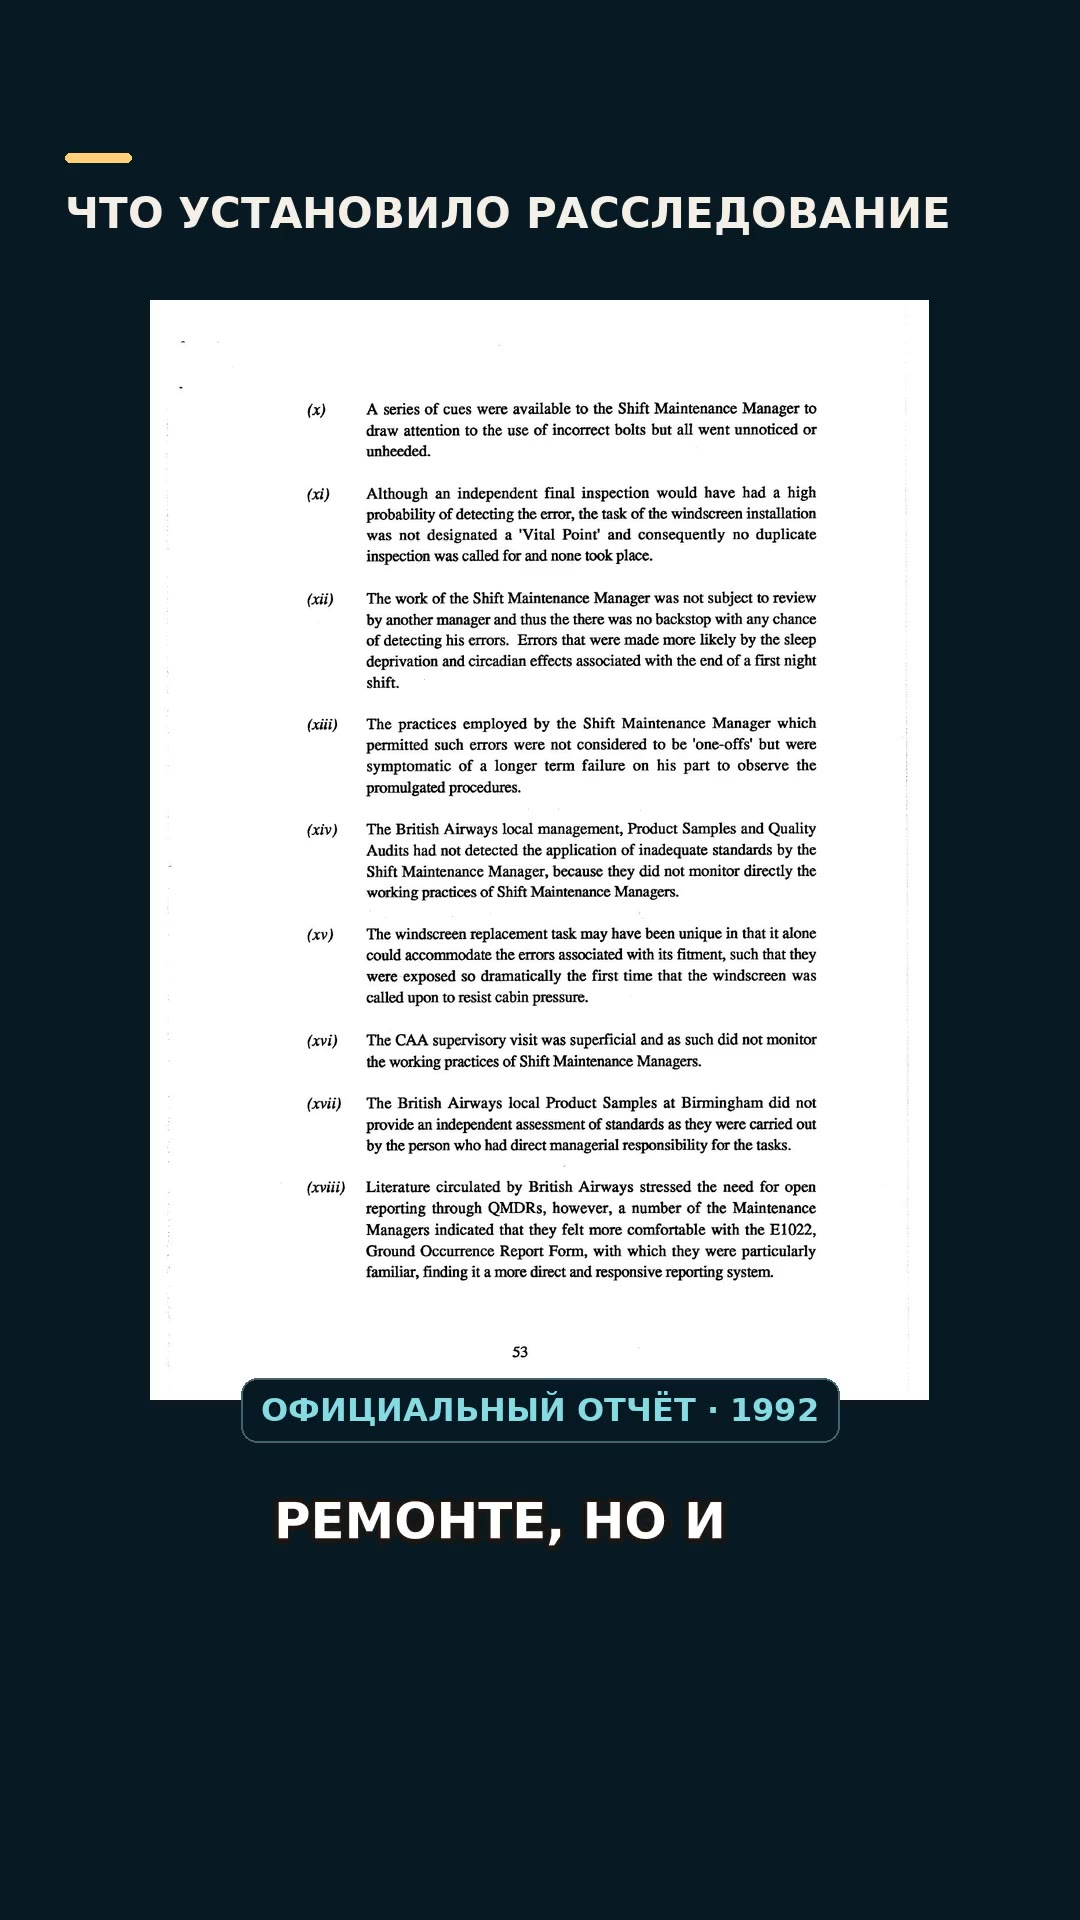 ЧТО УСТАНОВИЛО РАССЛЕДОВАНИЕ
(x) A series of cues were available to the Shift Maintenance Manager to
draw attention to the use of incorrect bolts but all went unnoticed or
unheeded.
(xi) Although an independent final inspection would have had a high
probability of detecting the error, the task of the windscreen installation
was not designated a 'Vital Point' and consequently no duplicate
inspection was called for and none took place.
(xii) The work of the Shift Maintenance Manager was not subject to review
by another manager and thus the there was no backstop with any chance
of detecting his errors. Errors that were made more likely by the sleep
deprivation and circadian effects associated with the end of a first night
shift.
(xiii) The practices employed by the Shift Maintenance Manager which
permitted such errors were not considered to be 'one-offs' but were
symptomatic of a longer term failure on his part to observe the
promulgated procedures.
(xiv) The British Airways local management, Product Samples and Quality
Audits had not detected the application of inadequate standards by the
Shift Maintenance Manager, because they did not monitor directly the
working practices of Shift Maintenance Managers.
(xv) The windscreen replacement task may have been unique in that it alone
could accommodate the errors associated with its fitment, such that they
were exposed so dramatically the first time that the windscreen was
called upon to resist cabin pressure.
(xvi) The CAA supervisory visit was superficial and as such did not monitor
the working practices of Shift Maintenance Managers.
(xvii) The British Airways local Product Samples at Birmingham did not
provide an independent assessment of standards as they were carried out
by the person who had direct managerial responsibility for the tasks.
(xviii) Literature circulated by British Airways stressed the need for open
reporting through QMDRs, however, a number of the Maintenance
Managers indicated that they felt more comfortable with the E1022,
Ground Occurrence Report Form, with which they were particularly
familiar, finding it a more direct and responsive reporting system.
53
ОФИЦИАЛЬНЫЙ ОТЧЁТ · 1992
РЕМОНТЕ, НО И